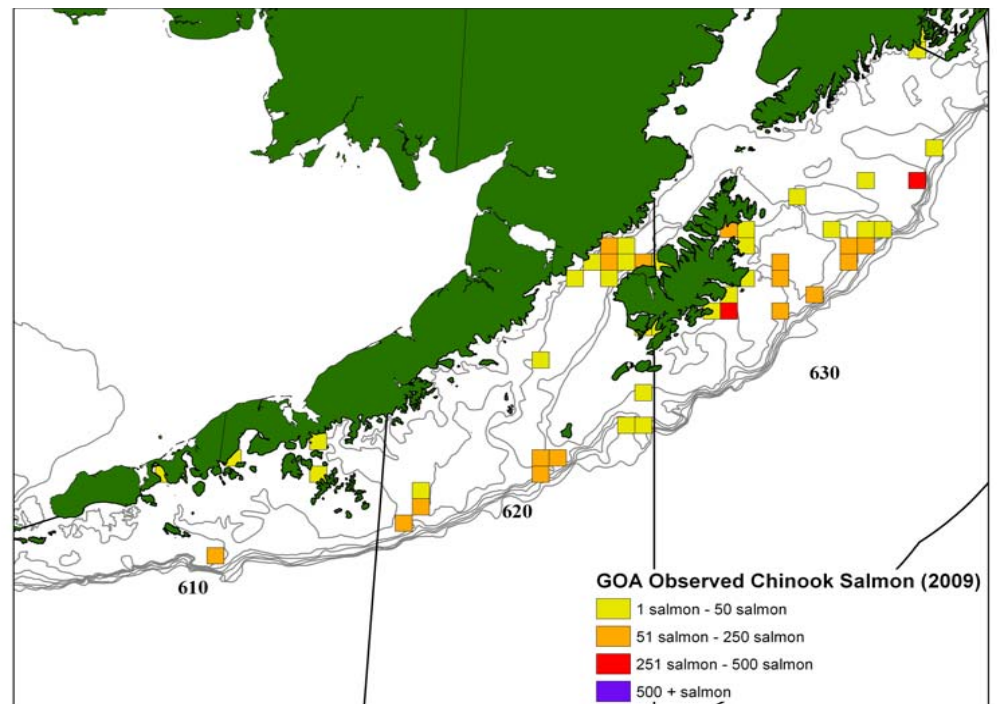 649
630
620
610
GOA Observed Chinook Salmon (2009)
1 salmon - 50 salmon
51 salmon - 250 salmon
251 salmon - 500 salmon
500 + salmon